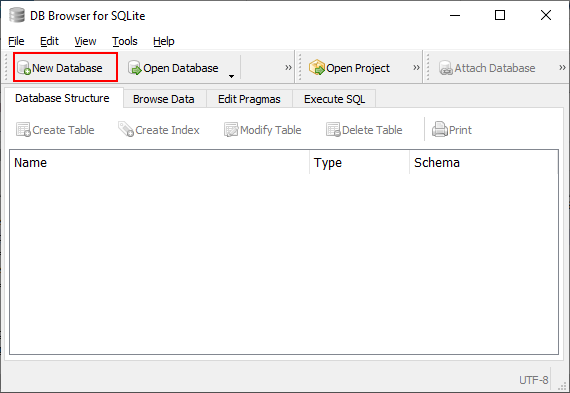 DB Browser for SQLite
File Edit View Tools Help
New Database Open Database » Open Project » Attach Database »
Database Structure Browse Data Edit Pragmas Execute SQL
Create Table Create Index Modify Table Delete Table Print
Name Type Schema
UTF-8